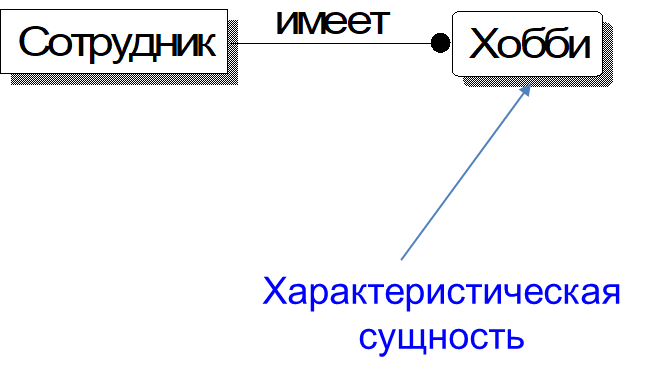 имеет
Сотрудник
Хобби
Характеристическая
сущность